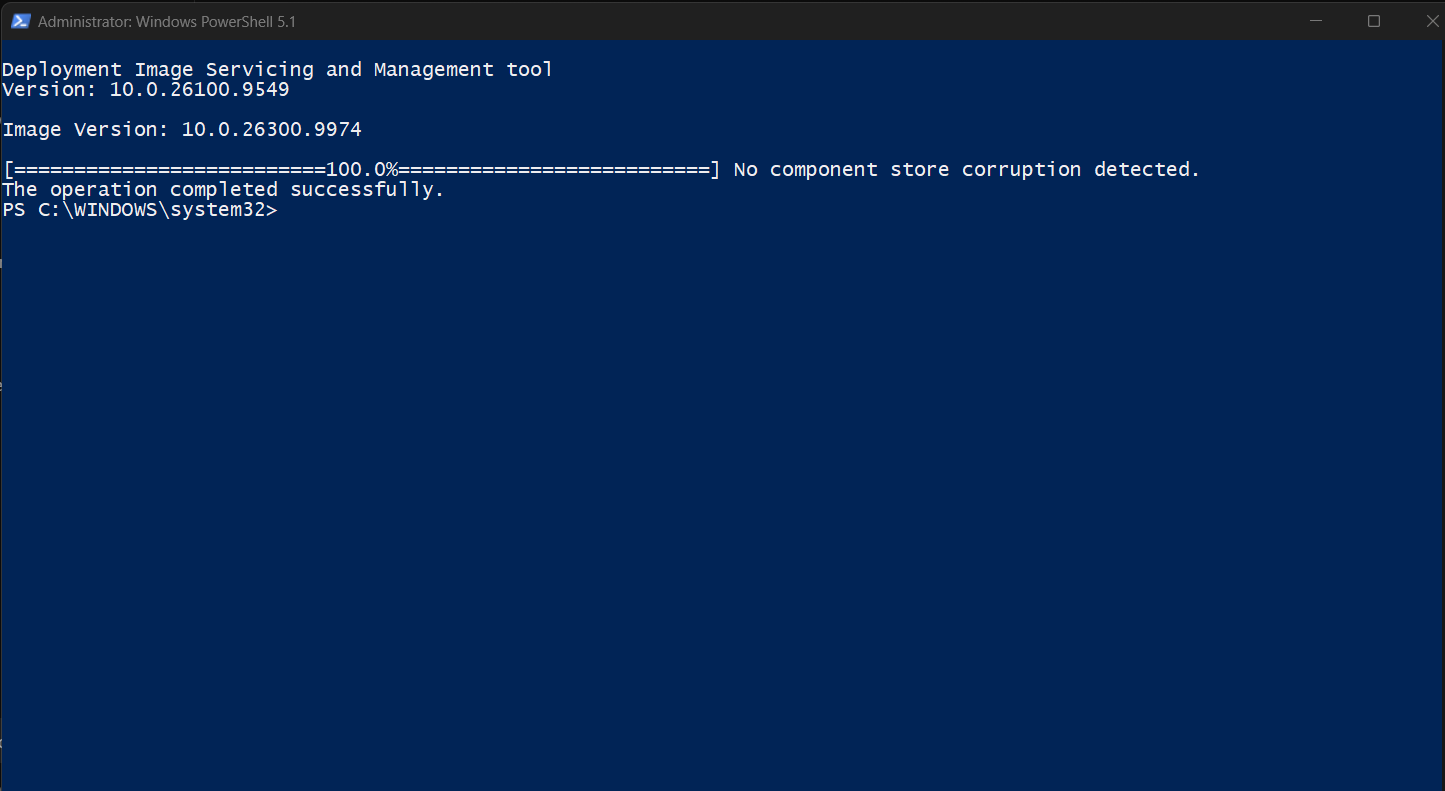 Administrator: Windows PowerShell 5.1
Deployment Image Servicing and Management tool
Version: 10.0.26100.9549
Image Version: 10.0.26300.9974
[==========================100.0%==========================] No component store corruption detected.
The operation completed successfully.
PS C:\WINDOWS\system32>